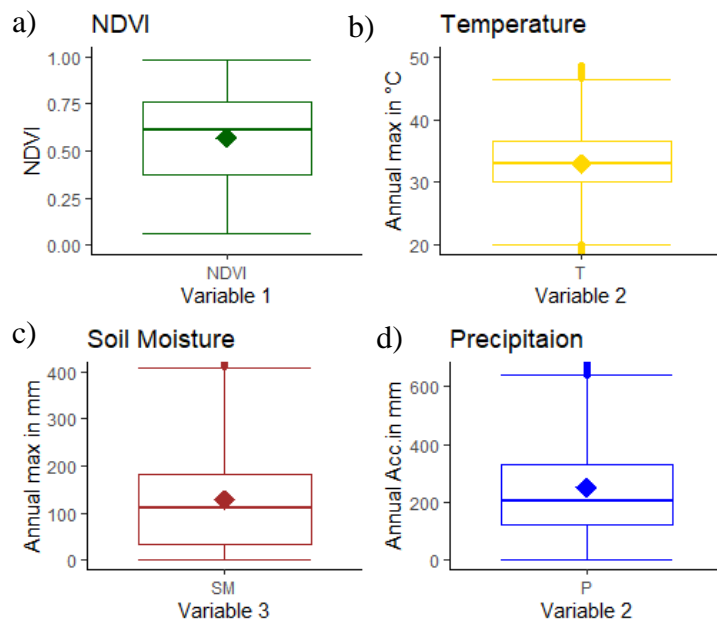 a) NDVI
1.00
0.75
0.50
0.25
0.00
NDVI
NDVI
Variable 1
b) Temperature
50
40
30
20
Annual max in °C
T
Variable 2
c) Soil Moisture
400
300
200
100
0
Annual max in mm
SM
Variable 3
d) Precipitaion
600
400
200
0
Annual Acc.in mm
P
Variable 2